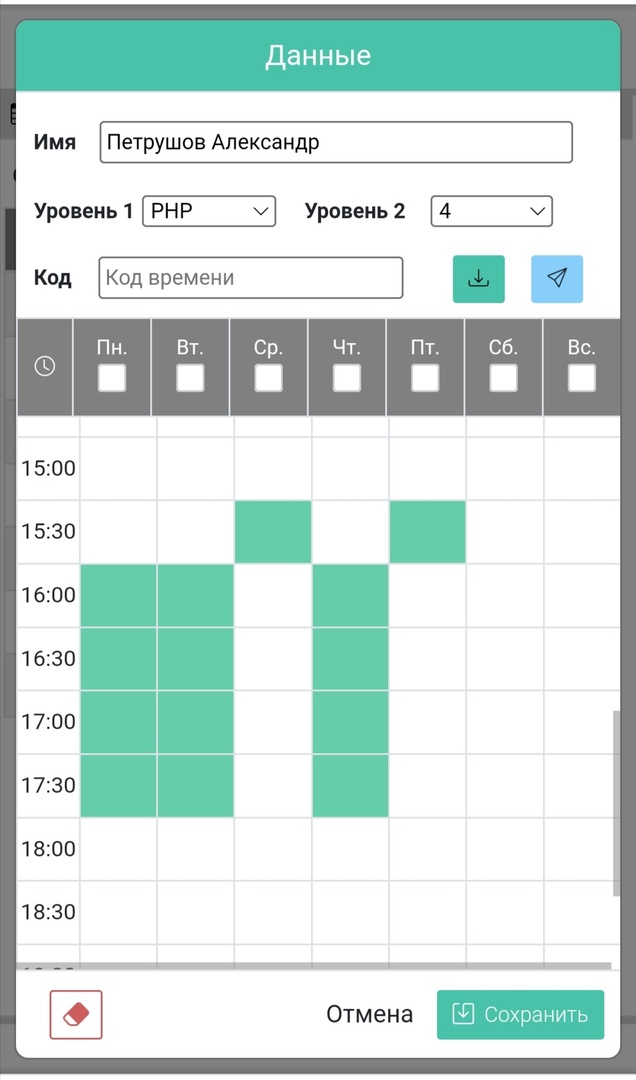 Данные
Имя Петрушов Александр
Уровень 1 PHP Уровень 2 4
Код Код времени
Пн. Вт. Ср. Чт. Пт. Сб. Вс.
15:00
15:30
16:00
16:30
17:00
17:30
18:00
18:30
Отмена Сохранить